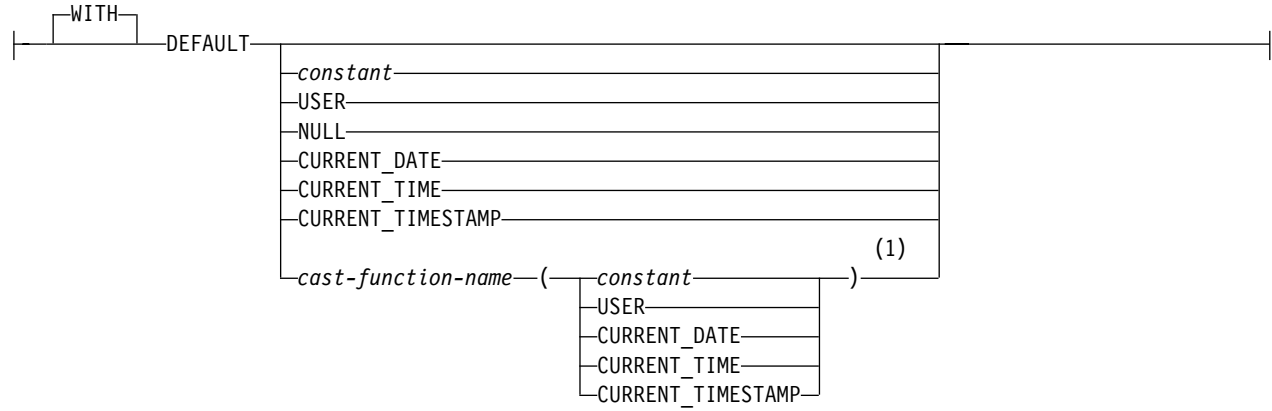 WITH
DEFAULT
constant
USER
NULL
CURRENT_DATE
CURRENT_TIME
CURRENT_TIMESTAMP
(1)
cast-function-name ( constant )
USER
CURRENT_DATE
CURRENT_TIME
CURRENT_TIMESTAMP